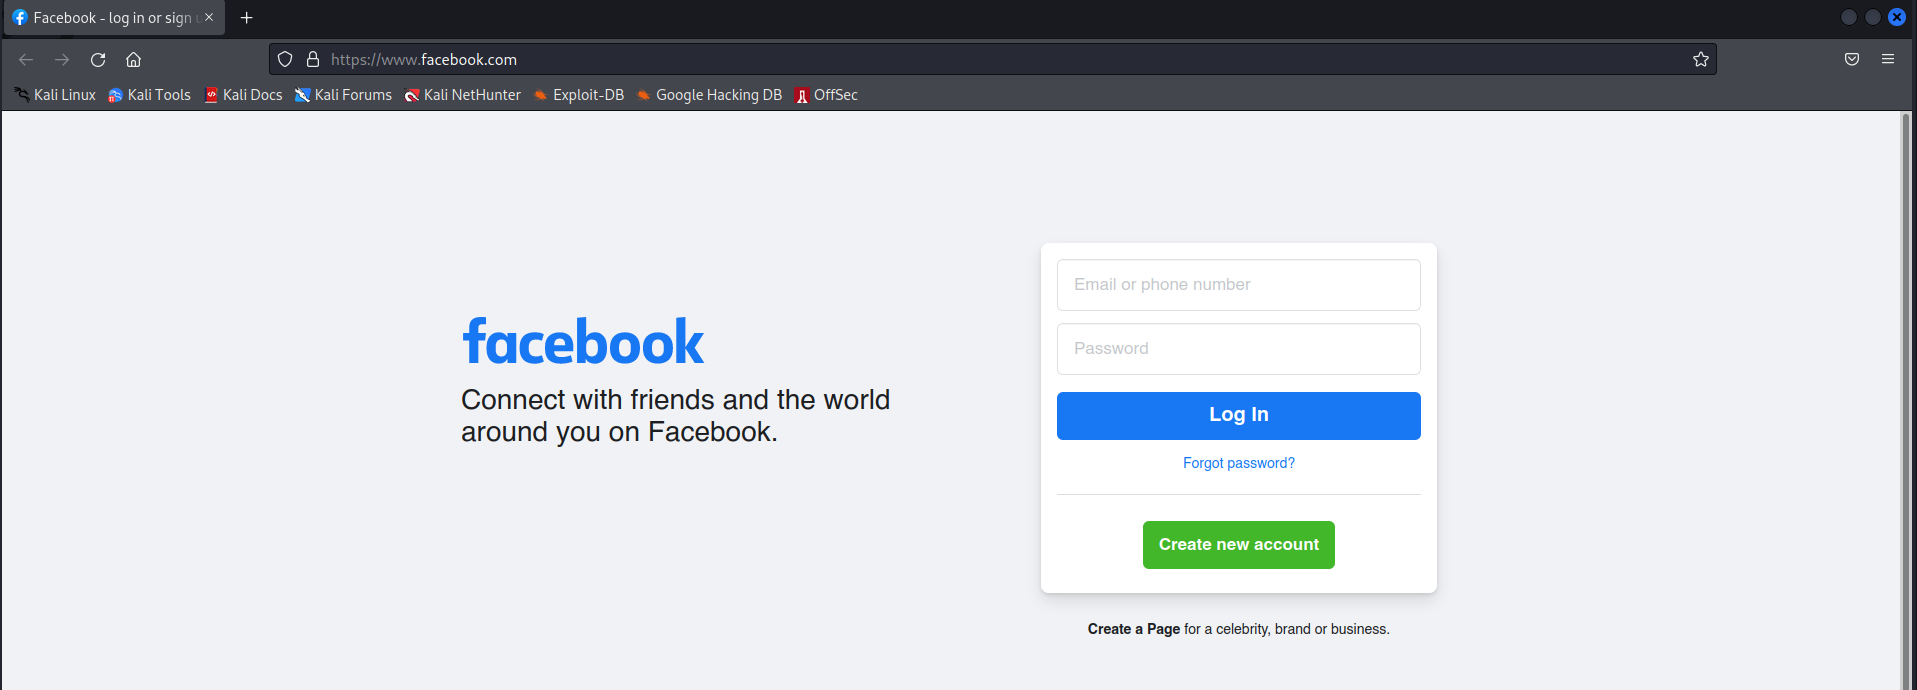 Facebook - log in or sign u
https://www.facebook.com
Kali Linux Kali Tools Kali Docs Kali Forums Kali NetHunter Exploit-DB Google Hacking DB OffSec
facebook
Connect with friends and the world
around you on Facebook.
Email or phone number
Password
Log In
Forgot password?
Create new account
Create a Page for a celebrity, brand or business.